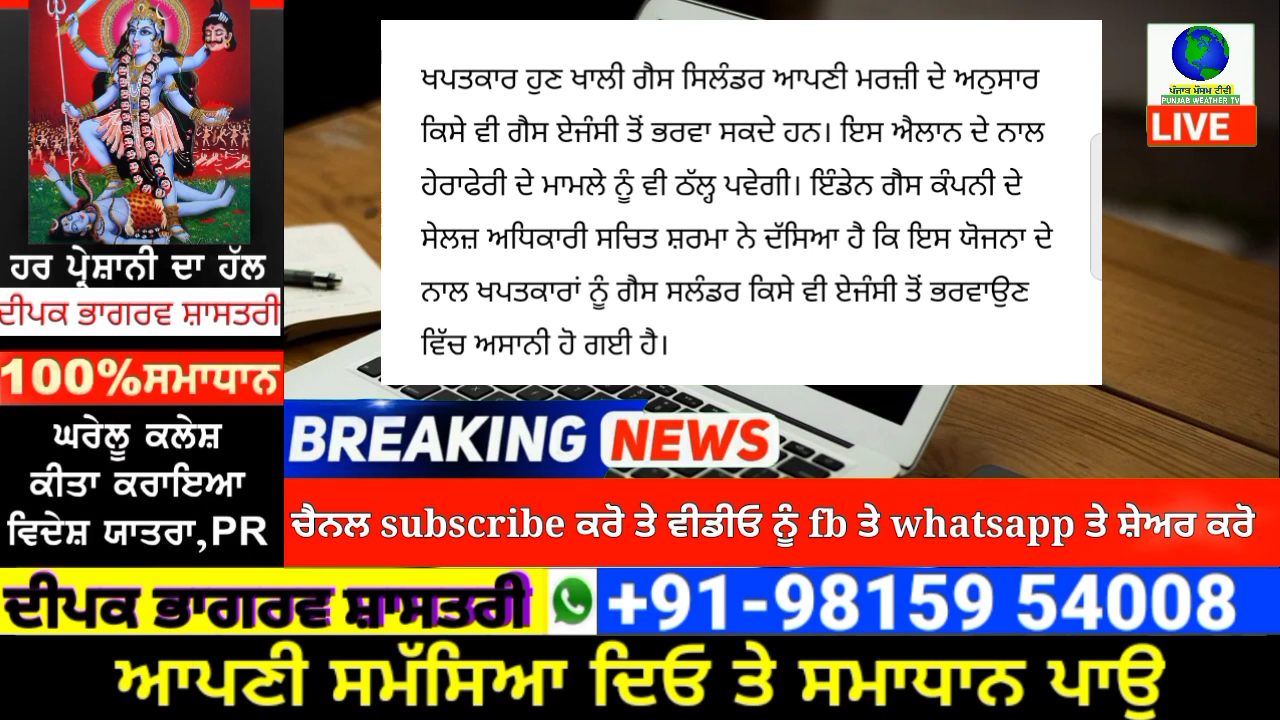 ਖਪਤਕਾਰ ਹੁਣ ਖਾਲੀ ਗੈਸ ਸਿਲੰਡਰ ਆਪਣੀ ਮਰਜ਼ੀ ਦੇ ਅਨੁਸਾਰ
ਕਿਸੇ ਵੀ ਗੈਸ ਏਜੰਸੀ ਤੋਂ ਭਰਵਾ ਸਕਦੇ ਹਨ। ਇਸ ਐਲਾਨ ਦੇ ਨਾਲ
ਹੇਰਾਫੇਰੀ ਦੇ ਮਾਮਲੇ ਨੂੰ ਵੀ ਠੱਲ੍ਹ ਪਵੇਗੀ। ਇੰਡੇਨ ਗੈਸ ਕੰਪਨੀ ਦੇ
ਸੇਲਜ਼ ਅਧਿਕਾਰੀ ਸਚਿਤ ਸ਼ਰਮਾ ਨੇ ਦੱਸਿਆ ਹੈ ਕਿ ਇਸ ਯੋਜਨਾ ਦੇ
ਨਾਲ ਖਪਤਕਾਰਾਂ ਨੂੰ ਗੈਸ ਸਲੰਡਰ ਕਿਸੇ ਵੀ ਏਜੰਸੀ ਤੋਂ ਭਰਵਾਉਣ
ਵਿੱਚ ਅਸਾਨੀ ਹੋ ਗਈ ਹੈ।
ਪੰਜਾਬ ਮੌਸਮ ਟੀਵੀ
PUNJAB WEATHER TV
LIVE
ਹਰ ਪ੍ਰੇਸ਼ਾਨੀ ਦਾ ਹੱਲ
ਦੀਪਕ ਭਾਗਰਵ ਸ਼ਾਸਤਰੀ
100%ਸਮਾਧਾਨ
ਘਰੇਲੂ ਕਲੇਸ਼
ਕੀਤਾ ਕਰਾਇਆ
ਵਿਦੇਸ਼ ਯਾਤਰਾ,PR
BREAKING NEWS
ਚੈਨਲ subscribe ਕਰੋ ਤੇ ਵੀਡੀਓ ਨੂੰ fb ਤੇ whatsapp ਤੇ ਸ਼ੇਅਰ ਕਰੋ
ਦੀਪਕ ਭਾਗਰਵ ਸ਼ਾਸਤਰੀ +91-98159 54008
ਆਪਣੀ ਸਮੱਸਿਆ ਦਿਓ ਤੇ ਸਮਾਧਾਨ ਪਾਉ